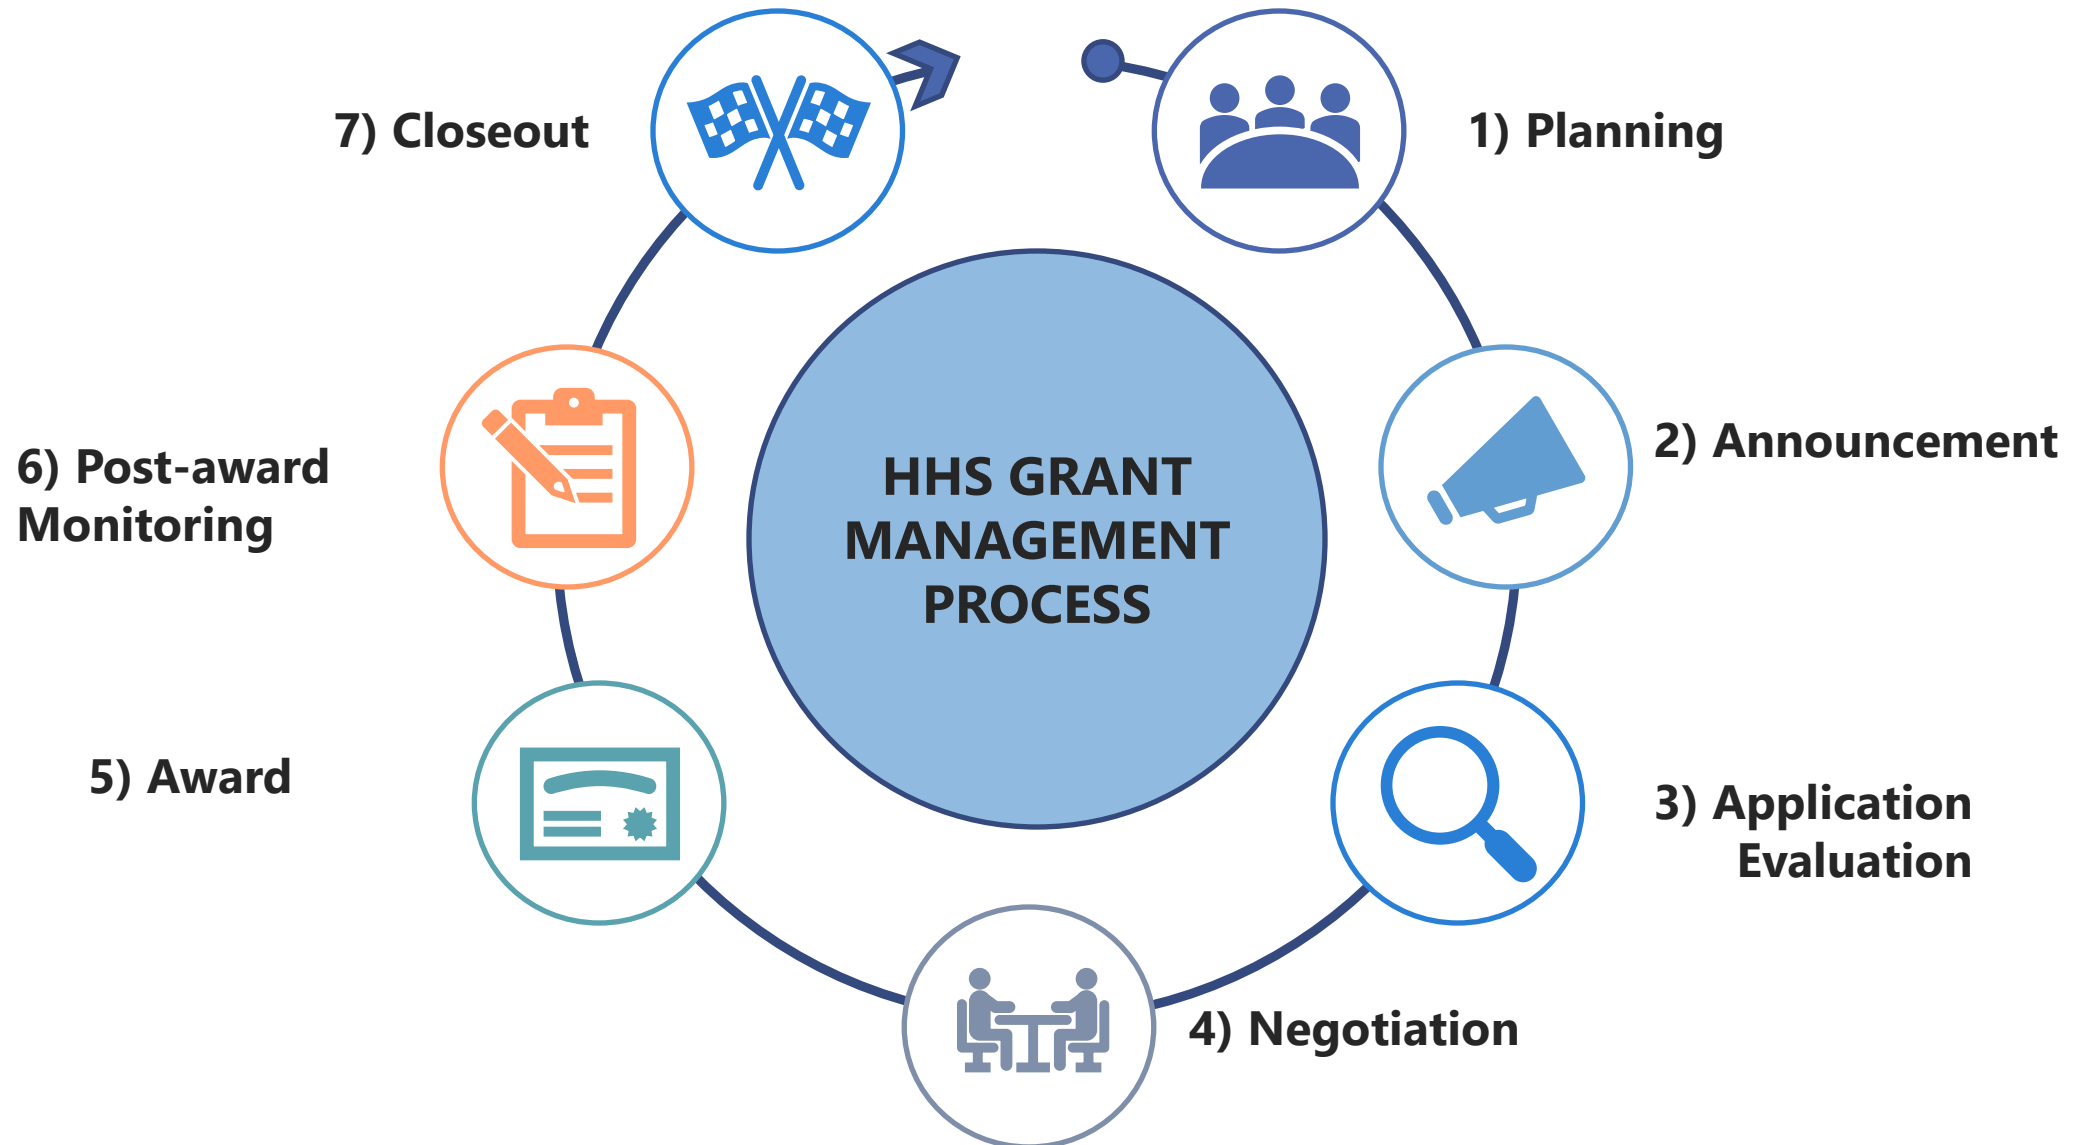 HHS GRANT
MANAGEMENT
PROCESS
1) Planning
2) Announcement
3) Application
Evaluation
4) Negotiation
5) Award
6) Post-award
Monitoring
7) Closeout